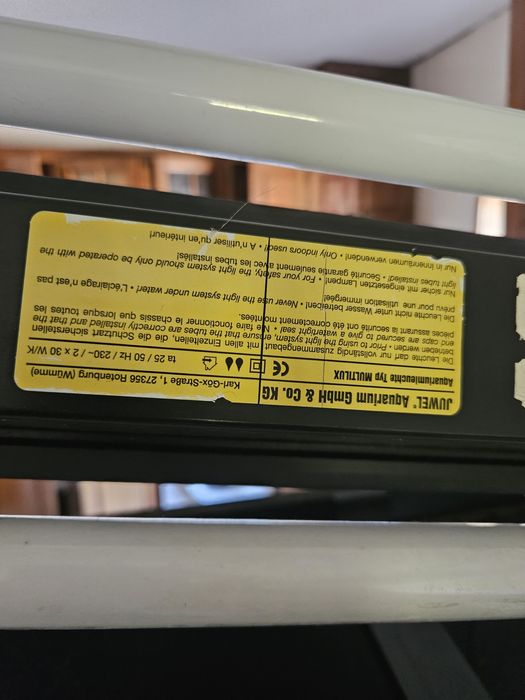 JUWEL® Aquarium GmbH & Co. KG
Karl-Göx-Straße 1, 27356 Rotenburg (Wümme)
Aquariumleuchte Typ MULTILUX
CE
ta 25 / 50 Hz / 230~ / 2 x 30 W/K
Die Leuchte darf nur vollständig zusammengebaut mit allen Einzelteilen, die die Schutzart sicherstellen
betrieben werden • Prior to using the light system, ensure the tubes are correctly installed and that the
end caps are secured to give a watertight seal • Ne faire fonctionner le chassis que lorsque toutes les
pieces assurant la sécurité ont été correctement montées.
Die Leuchte nicht unter Wasser betreiben! • Never use the light system under water • L'éclairage n'est pas
prévu pour une utilisation immergée!
Nur sicher mit eingesetzten Lampen! • For your safety the light system should only be operated with the
light tubes installed! • Sécurité garantie seulement avec les tubes installés!
Nur in Innenräumen verwenden! • Only indoors used! • A n'utiliser qu'en intérieur!